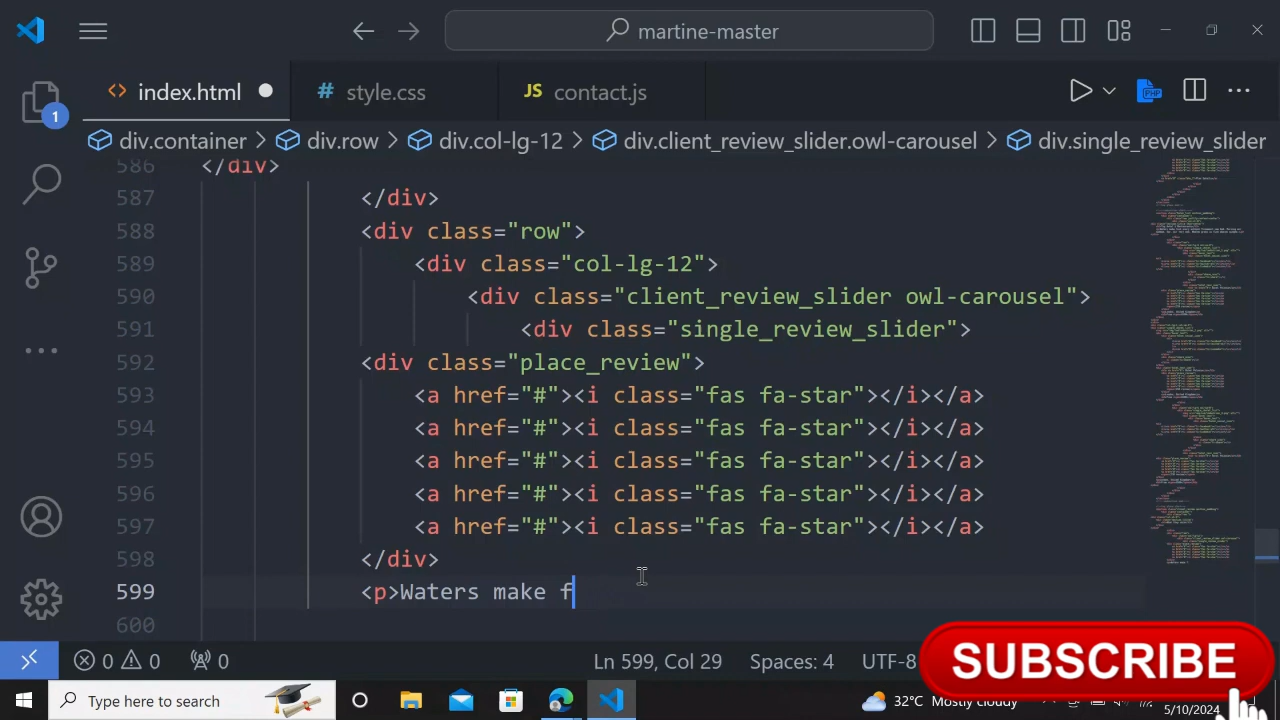 martine-master
<> index.html
# style.css
JS contact.js
PHP
1
div.container > div.row > div.col-lg-12 > div.client_review_slider.owl-carousel > div.single_review_slider
586 </div>
587 </div>
588 <div class="row">
589 <div class="col-lg-12">
590 <div class="client_review_slider owl-carousel">
591 <div class="single_review_slider">
592 <div class="place_review">
593 <a href="#"><i class="fas fa-star"></i></a>
594 <a href="#"><i class="fas fa-star"></i></a>
595 <a href="#"><i class="fas fa-star"></i></a>
596 <a href="#"><i class="fas fa-star"></i></a>
597 <a href="#"><i class="fas fa-star"></i></a>
598 </div>
599 <p>Waters make f
600
0 0 0 Ln 599, Col 29 Spaces: 4 UTF-8
SUBSCRIBE
Type here to search 32°C Mostly cloudy
5/10/2024